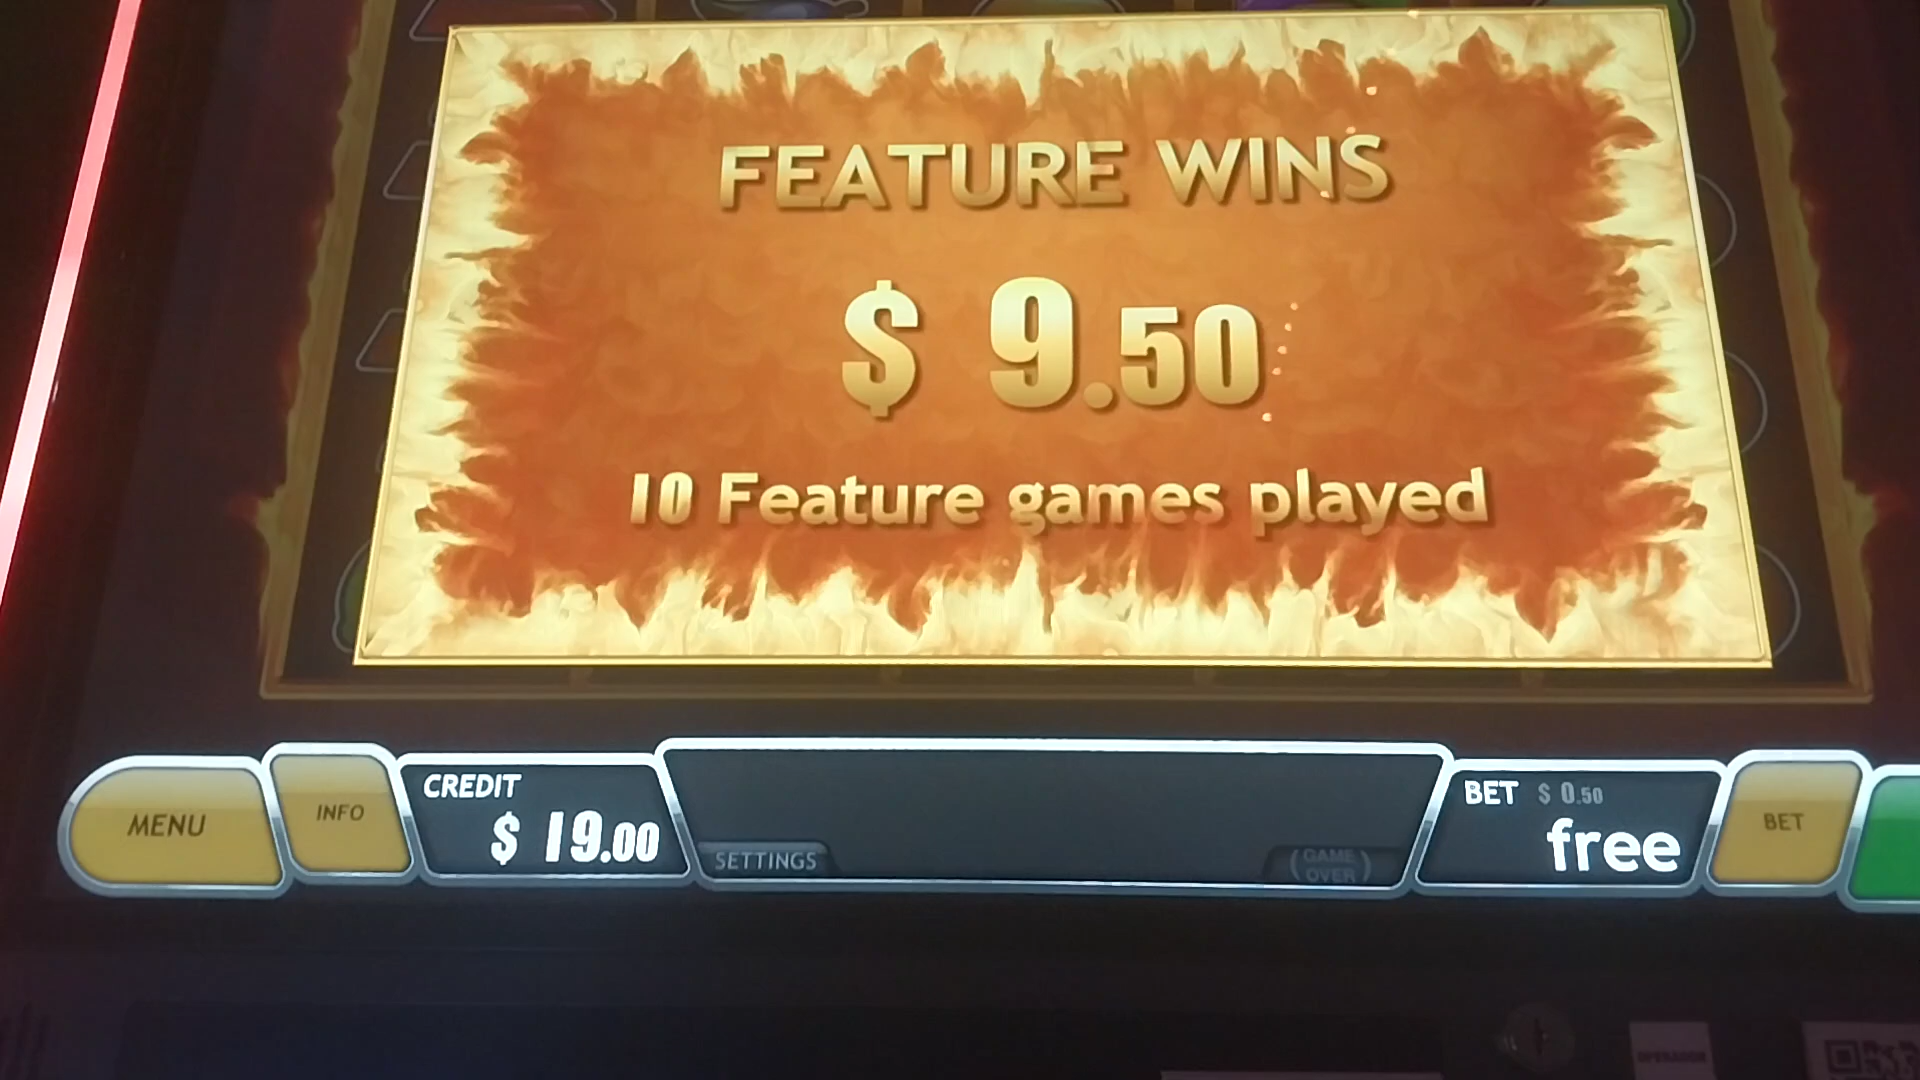 FEATURE WINS
$ 9.50
10 Feature games played
MENU
INFO
CREDIT
$ 19.00
SETTINGS
(GAME OVER)
BET $ 0.50
free
BET